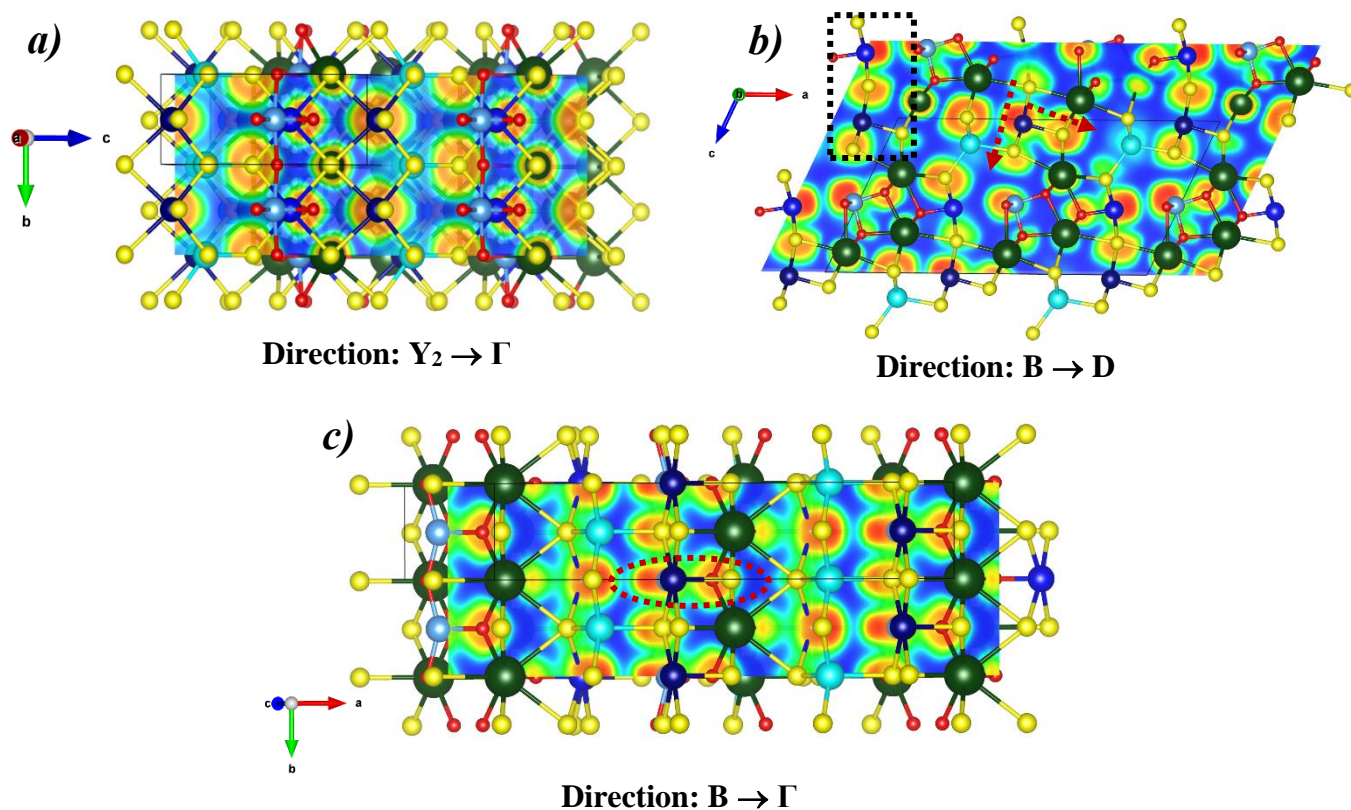 a)
b)
a
c
b
b
a
c
Direction: Y₂ → Γ
Direction: B → D
c)
c
a
b
Direction: B → Γ